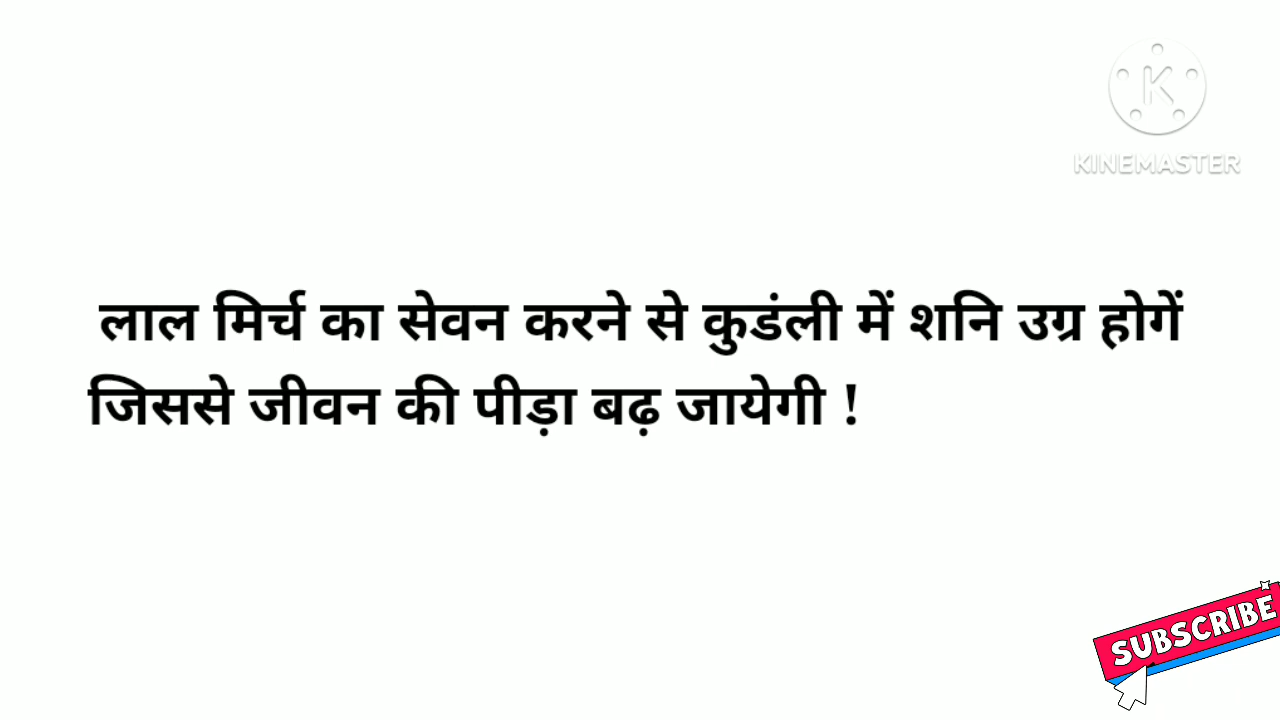 KINEMASTER
लाल मिर्च का सेवन करने से कुडंली में शनि उग्र होगें
जिससे जीवन की पीड़ा बढ़ जायेगी !
SUBSCRIBE